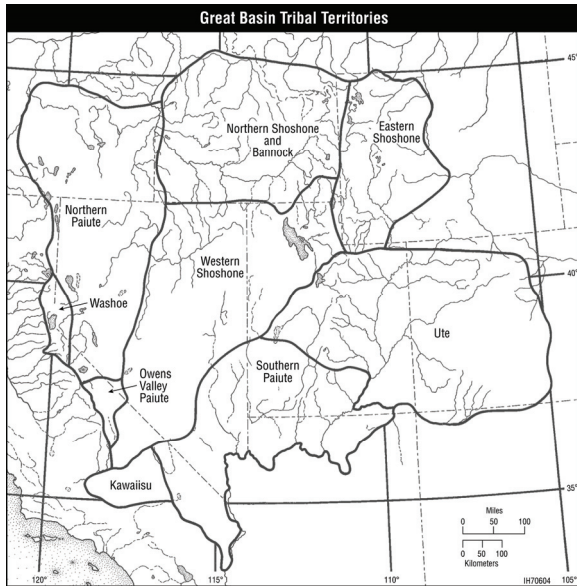 Great Basin Tribal Territories
45°
Northern Shoshone
and
Bannock
Eastern
Shoshone
Northern
Paiute
Western
Shoshone
40°
Washoe
Ute
Owens
Valley
Paiute
Southern
Paiute
Kawaiisu
35°
Miles
0 50 100
0 50 100
Kilometers
120° 115° 110° 105°
IH70604